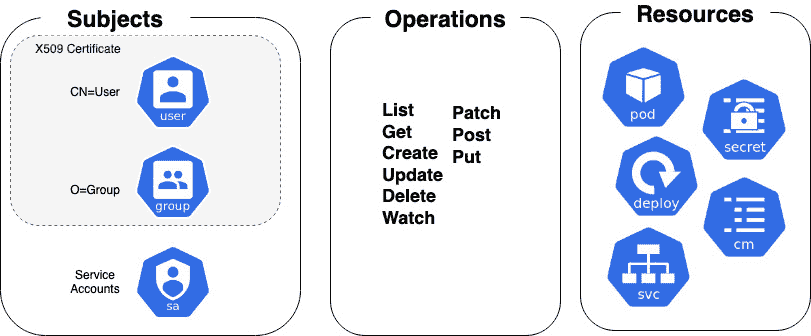 Subjects
X509 Certificate
CN=User
user
O=Group
group
Service
Accounts
sa
Operations
List
Get
Create
Update
Delete
Watch
Patch
Post
Put
Resources
pod
secret
deploy
cm
svc